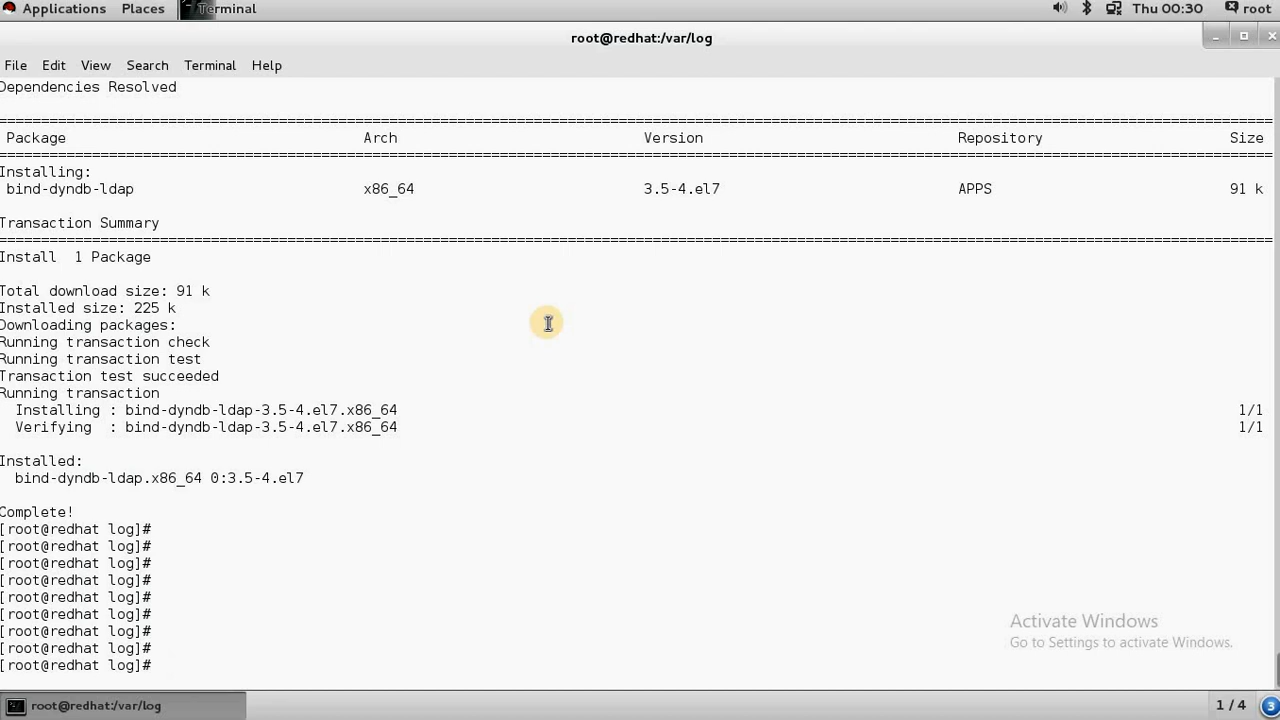 Applications Places Terminal Thu 00:30 root
root@redhat:/var/log
File Edit View Search Terminal Help
Dependencies Resolved
================================================================================
Package Arch Version Repository Size
================================================================================
Installing:
bind-dyndb-ldap x86_64 3.5-4.el7 APPS 91 k
Transaction Summary
================================================================================
Install 1 Package
Total download size: 91 k
Installed size: 225 k
Downloading packages:
Running transaction check
Running transaction test
Transaction test succeeded
Running transaction
Installing : bind-dyndb-ldap-3.5-4.el7.x86_64 1/1
Verifying : bind-dyndb-ldap-3.5-4.el7.x86_64 1/1
Installed:
bind-dyndb-ldap.x86_64 0:3.5-4.el7
Complete!
[root@redhat log]#
[root@redhat log]#
[root@redhat log]#
[root@redhat log]#
[root@redhat log]#
[root@redhat log]#
[root@redhat log]#
[root@redhat log]#
[root@redhat log]#
Activate Windows
Go to Settings to activate Windows.
root@redhat:/var/log 1 / 4 3